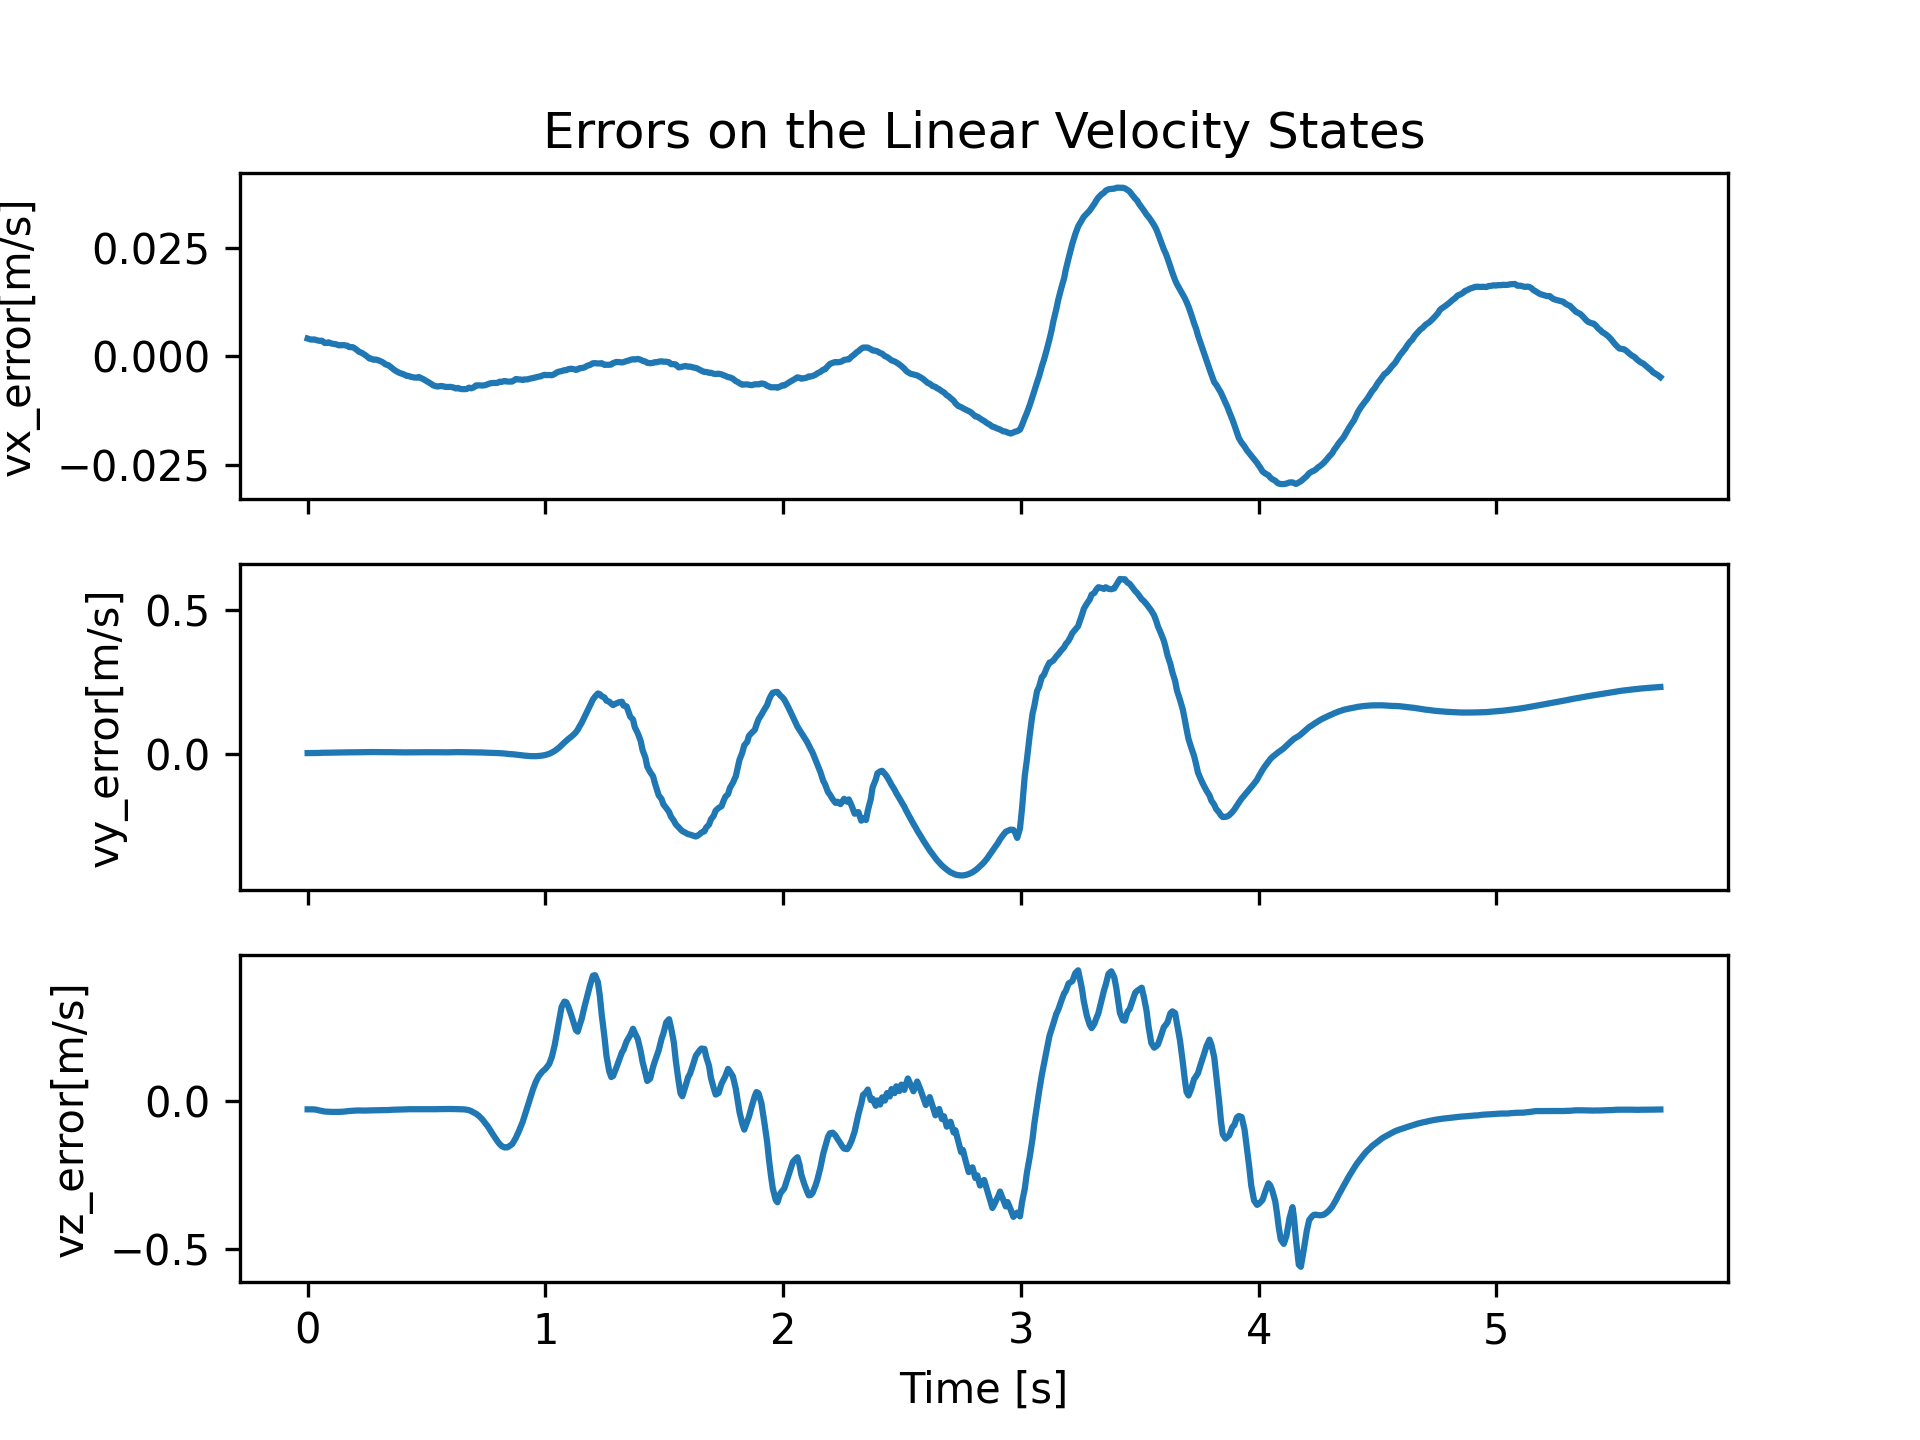 Errors on the Linear Velocity States
vx_error[m/s]
0.025
0.000
−0.025
vy_error[m/s]
0.5
0.0
vz_error[m/s]
0.0
−0.5
0 1 2 3 4 5
Time [s]